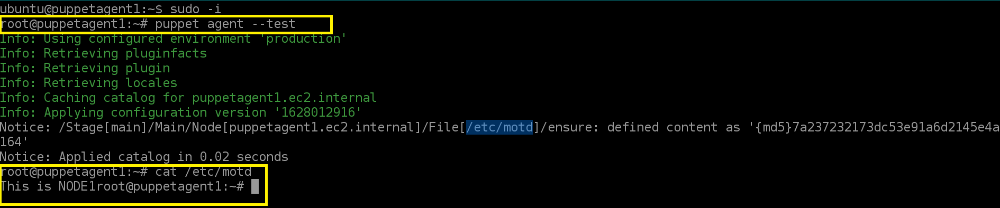 ubuntu@puppetagent1:~$ sudo -i
root@puppetagent1:~# puppet agent --test
Info: Using configured environment 'production'
Info: Retrieving pluginfacts
Info: Retrieving plugin
Info: Retrieving locales
Info: Caching catalog for puppetagent1.ec2.internal
Info: Applying configuration version '1628012916'
Notice: /Stage[main]/Main/Node[puppetagent1.ec2.internal]/File[/etc/motd]/ensure: defined content as '{md5}7a237232173dc53e91a6d2145e4a
164'
Notice: Applied catalog in 0.02 seconds
root@puppetagent1:~# cat /etc/motd
This is NODE1root@puppetagent1:~#